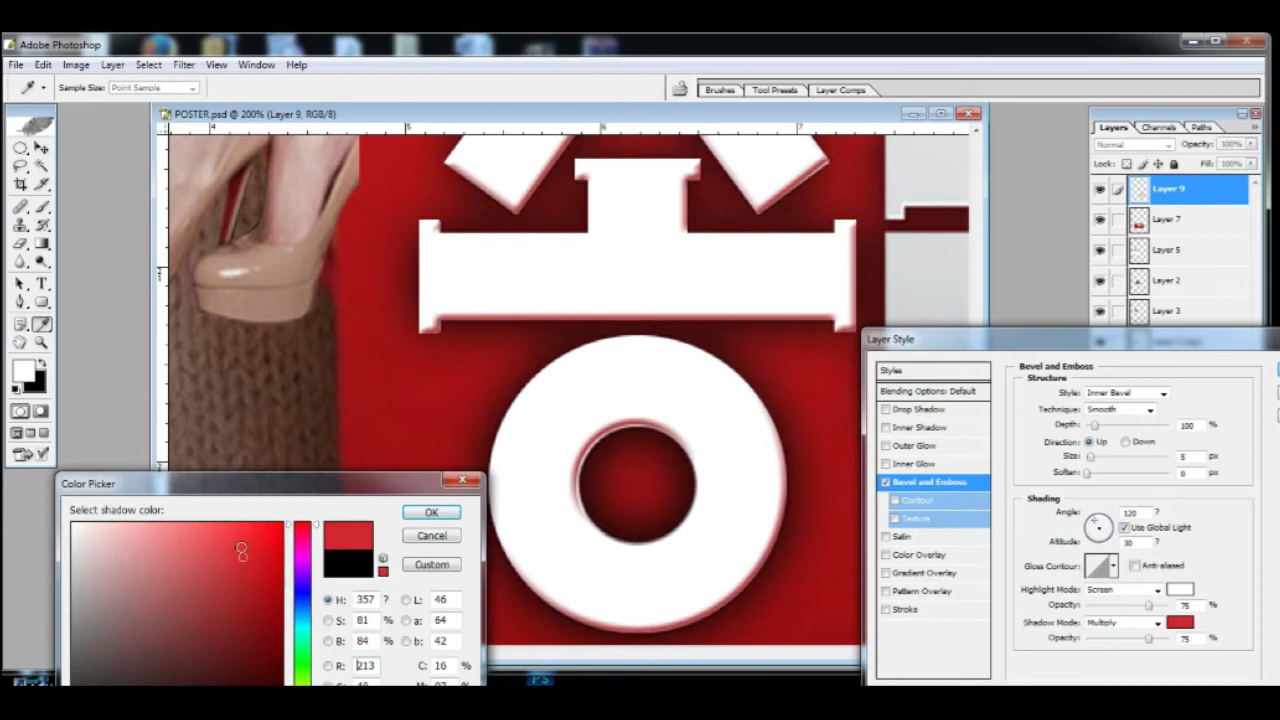 Adobe Photoshop
File Edit Image Layer Select Filter View Window Help
Sample Size: Point Sample
Brushes Tool Presets Layer Comps
POSTER.psd @ 200% (Layer 9, RGB/8)
4 5 6 7
Layers Channels Paths
Normal Opacity: 100%
Lock: Fill: 100%
Layer 9
Layer 7
Layer 5
Layer 2
Layer 3
Layer Style
Styles
Blending Options: Default
Drop Shadow
Inner Shadow
Outer Glow
Inner Glow
Bevel and Emboss
Contour
Texture
Satin
Color Overlay
Gradient Overlay
Pattern Overlay
Stroke
Bevel and Emboss
Structure
Style: Inner Bevel
Technique: Smooth
Depth: 100 %
Direction: Up Down
Size: 5 px
Soften: 0 px
Shading
Angle: 120 °
Use Global Light
Altitude: 30 °
Gloss Contour: Anti-aliased
Highlight Mode: Screen
Opacity: 75 %
Shadow Mode: Multiply
Opacity: 75 %
Color Picker
Select shadow color:
OK
Cancel
Custom
H: 357 ° L: 46
S: 81 % a: 64
B: 84 % b: 42
R: 213 C: 16 %
PS